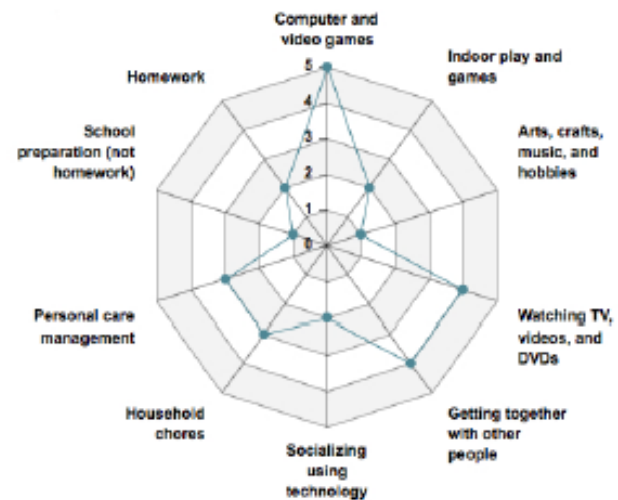 Computer and
video games
Indoor play and
games
Arts, crafts,
music, and
hobbies
Watching TV,
videos, and
DVDs
Getting together
with other
people
Socializing
using
technology
Household
chores
Personal care
management
School
preparation (not
homework)
Homework
5
4
3
2
1
0